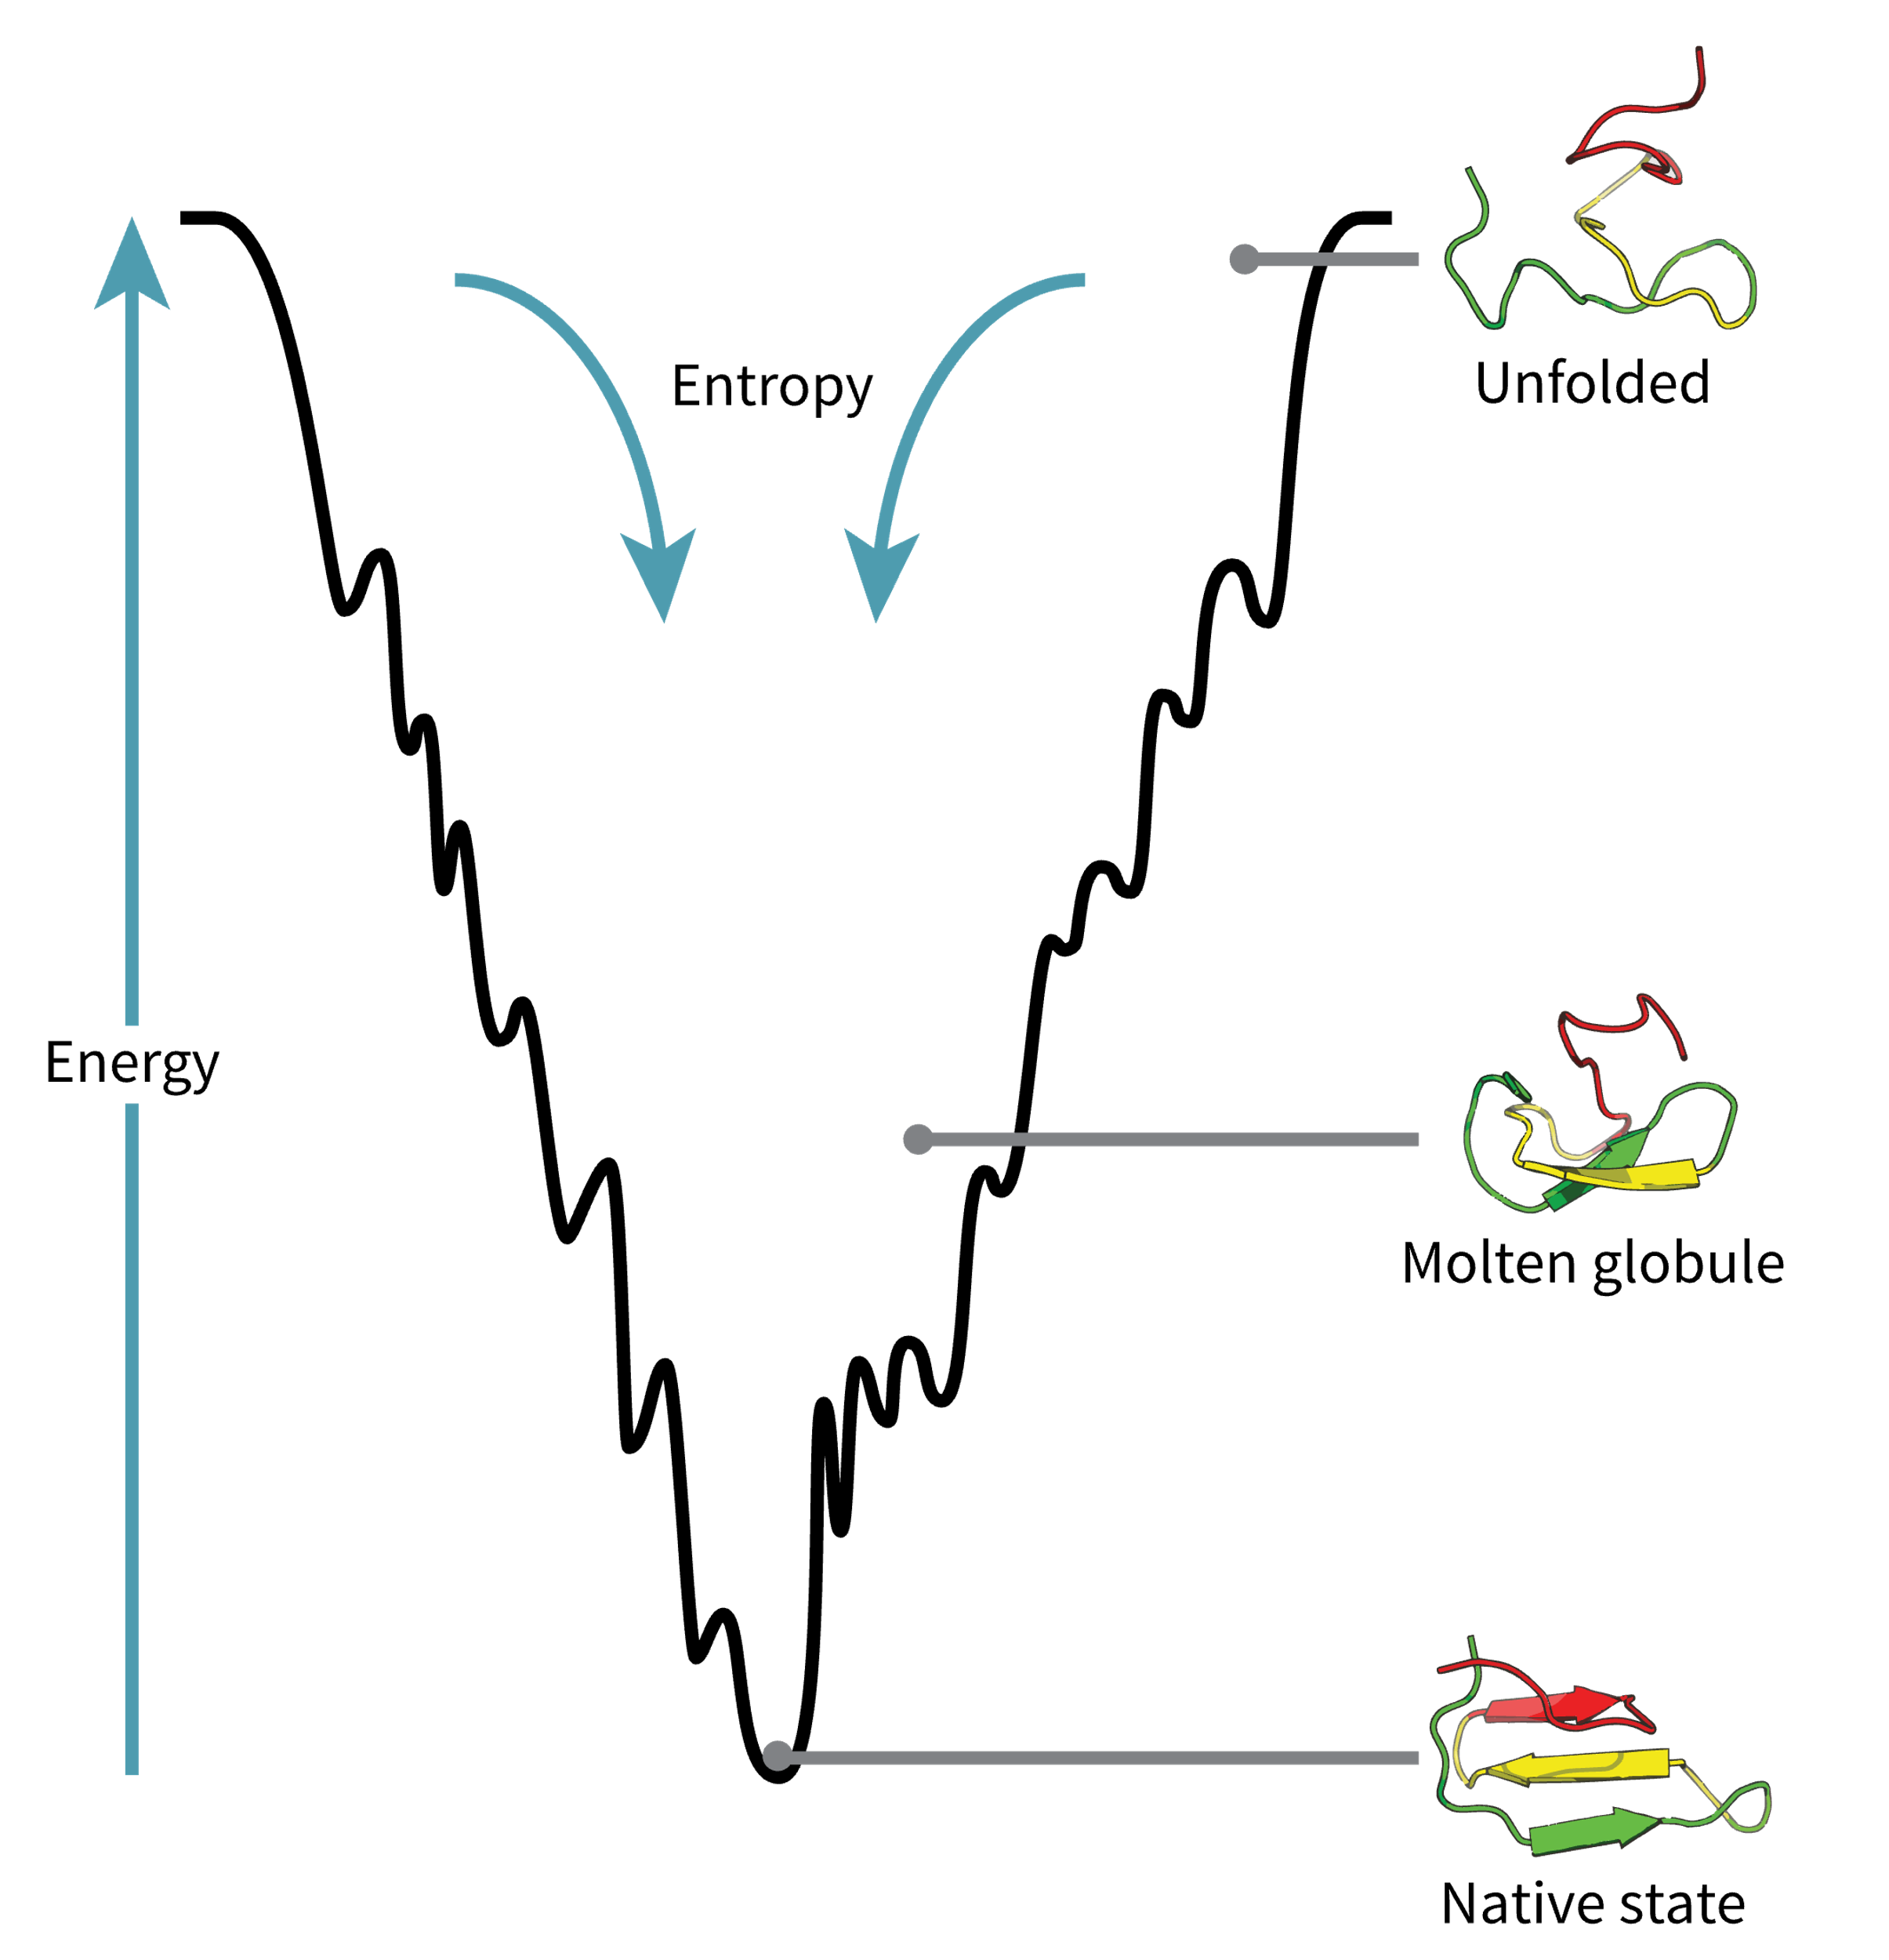 Entropy
Unfolded
Energy
Molten globule
Native state